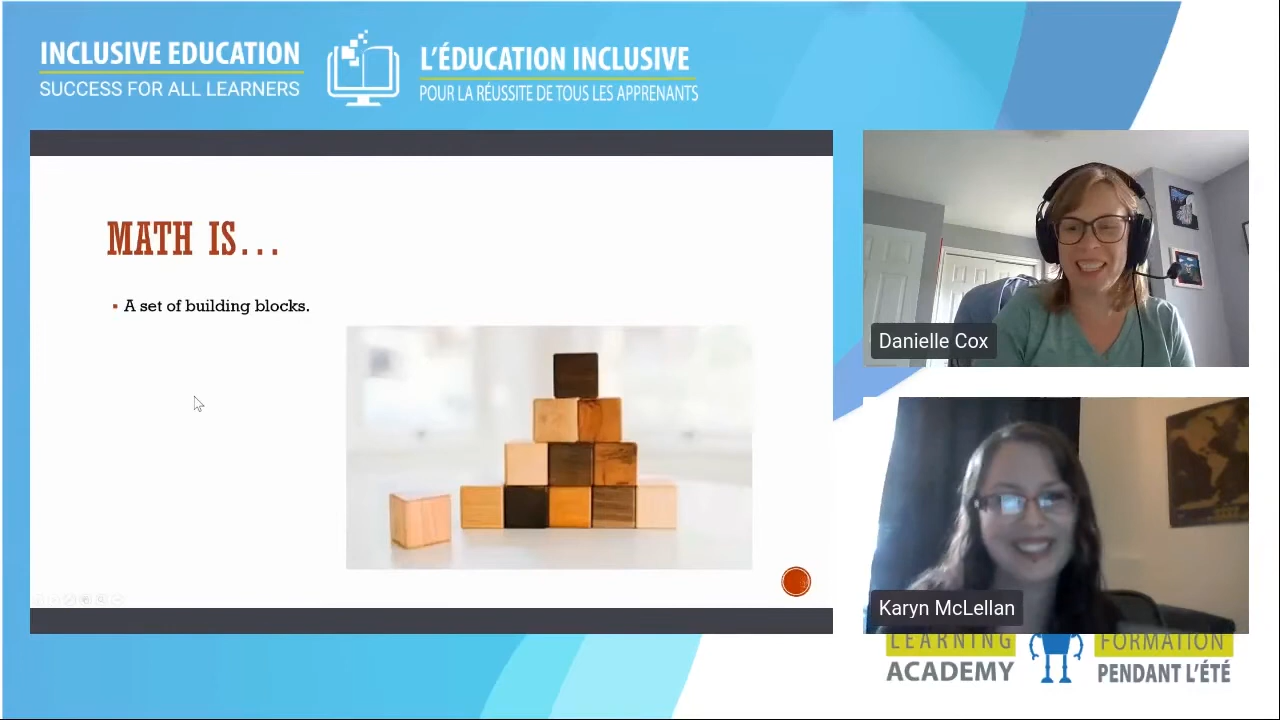 INCLUSIVE EDUCATION
SUCCESS FOR ALL LEARNERS
L'ÉDUCATION INCLUSIVE
POUR LA RÉUSSITE DE TOUS LES APPRENANTS
MATH IS...
▪ A set of building blocks.
Danielle Cox
Karyn McLellan
LEARNING
ACADEMY
FORMATION
PENDANT L'ÉTÉ